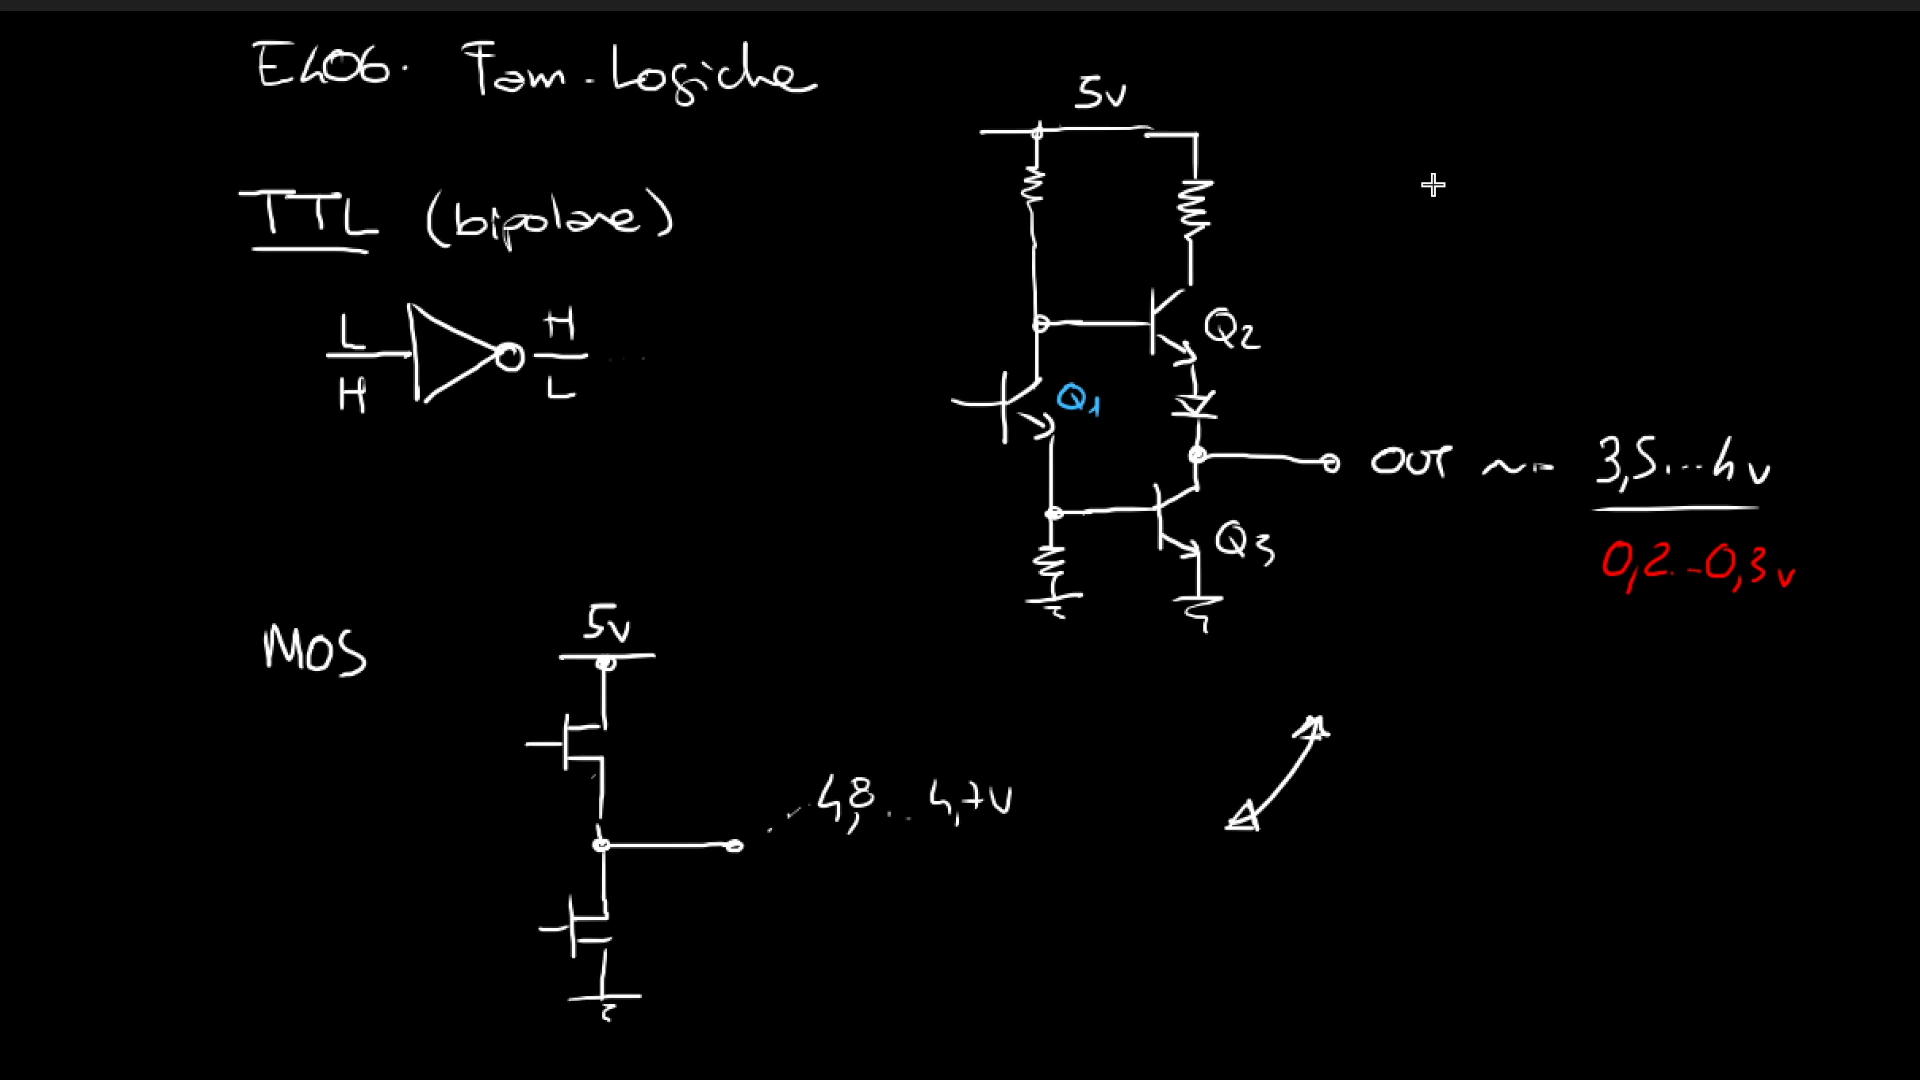 EL06. Fam. Logiche
TTL (bipolare)
L H
H L
5v
Q2
Q1
OUT ~ 3,5...4v
Q3
0,2..0,3v
MOS
5v
4,8.. 4,7v